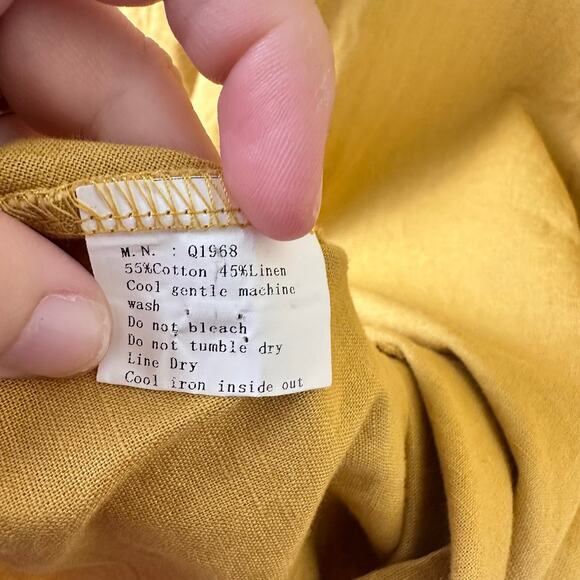 M.N. : Q1968
55%Cotton 45%Linen
Cool gentle machine
wash
Do not bleach
Do not tumble dry
Line Dry
Cool iron inside out